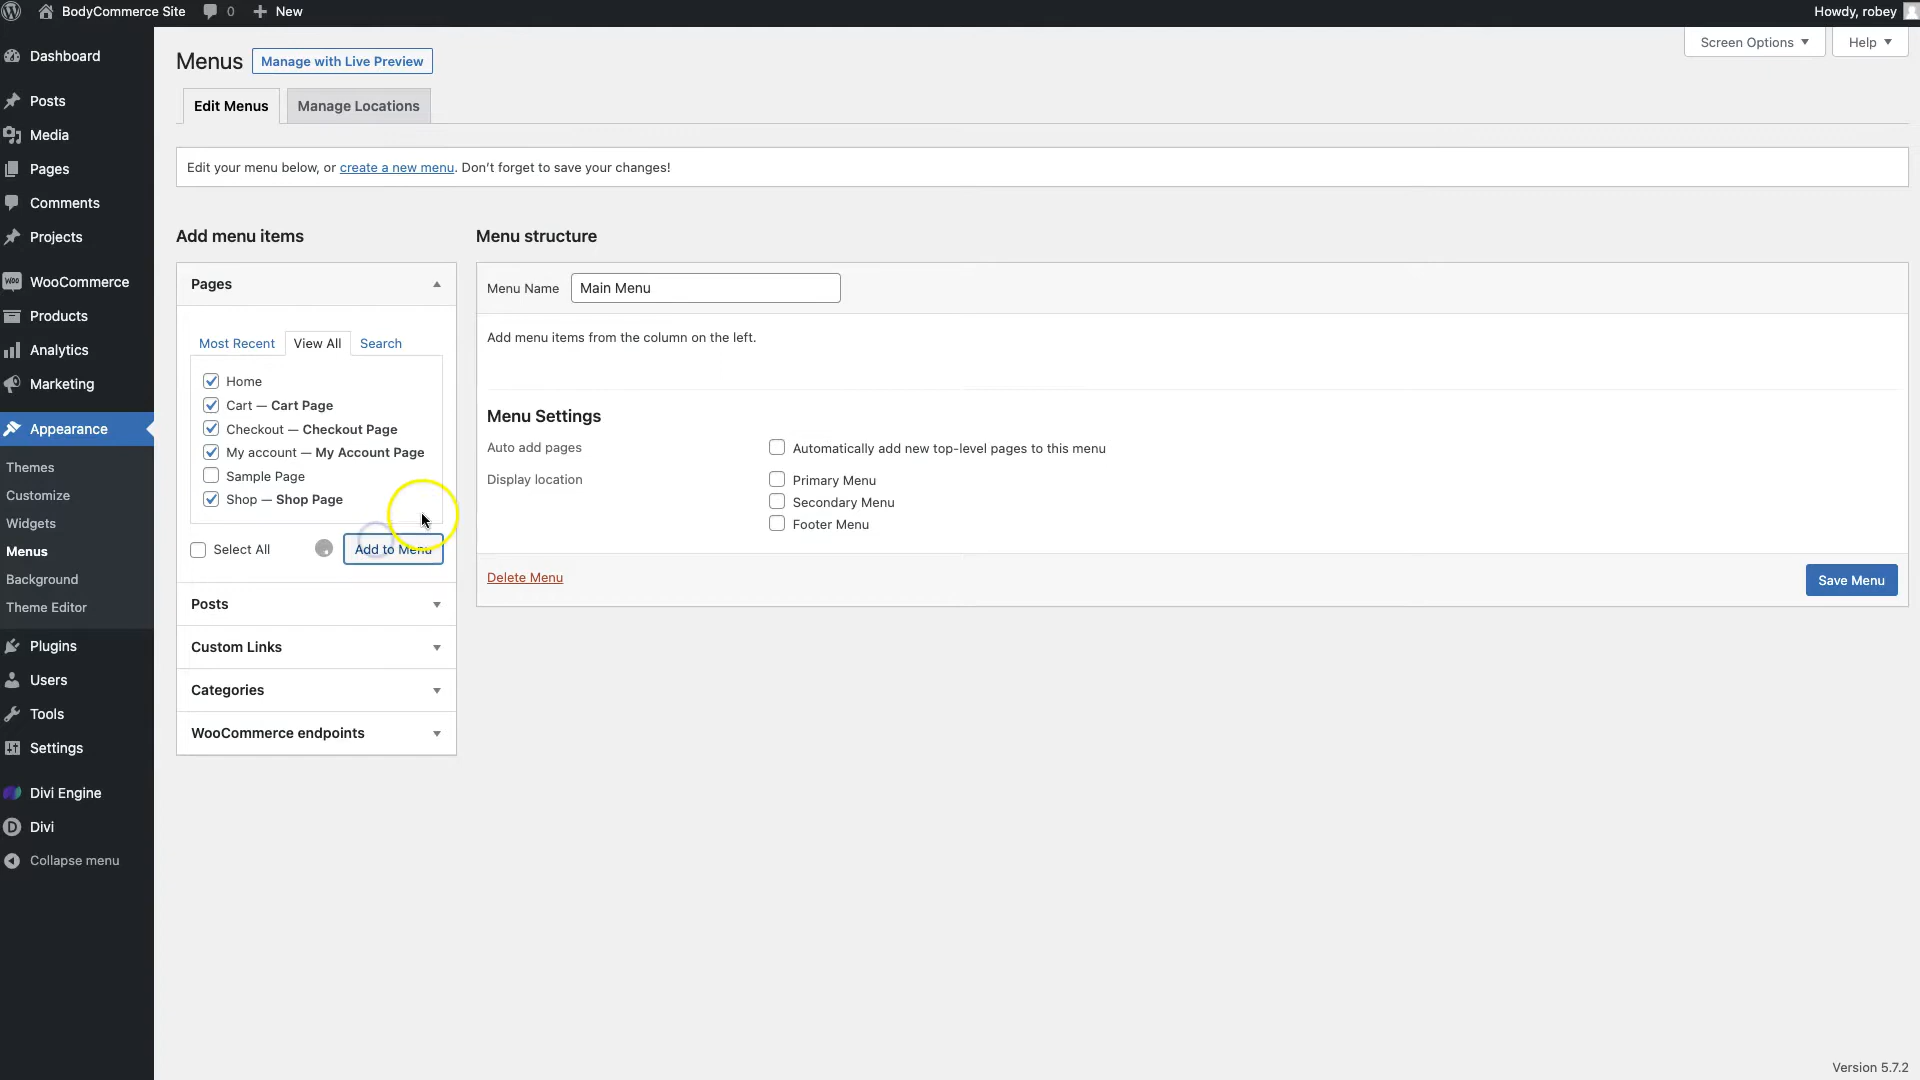 BodyCommerce Site
0
New
Howdy, robey
Dashboard
Posts
Media
Pages
Comments
Projects
WooCommerce
Products
Analytics
Marketing
Appearance
Themes
Customize
Widgets
Menus
Background
Theme Editor
Plugins
Users
Tools
Settings
Divi Engine
Divi
Collapse menu
Screen Options
Help
Menus
Manage with Live Preview
Edit Menus
Manage Locations
Edit your menu below, or create a new menu. Don’t forget to save your changes!
Add menu items
Pages
Most Recent
View All
Search
Home
Cart — Cart Page
Checkout — Checkout Page
My account — My Account Page
Sample Page
Shop — Shop Page
Select All
Add to Menu
Posts
Custom Links
Categories
WooCommerce endpoints
Menu structure
Menu Name
Main Menu
Add menu items from the column on the left.
Menu Settings
Auto add pages
Automatically add new top-level pages to this menu
Display location
Primary Menu
Secondary Menu
Footer Menu
Delete Menu
Save Menu
Version 5.7.2